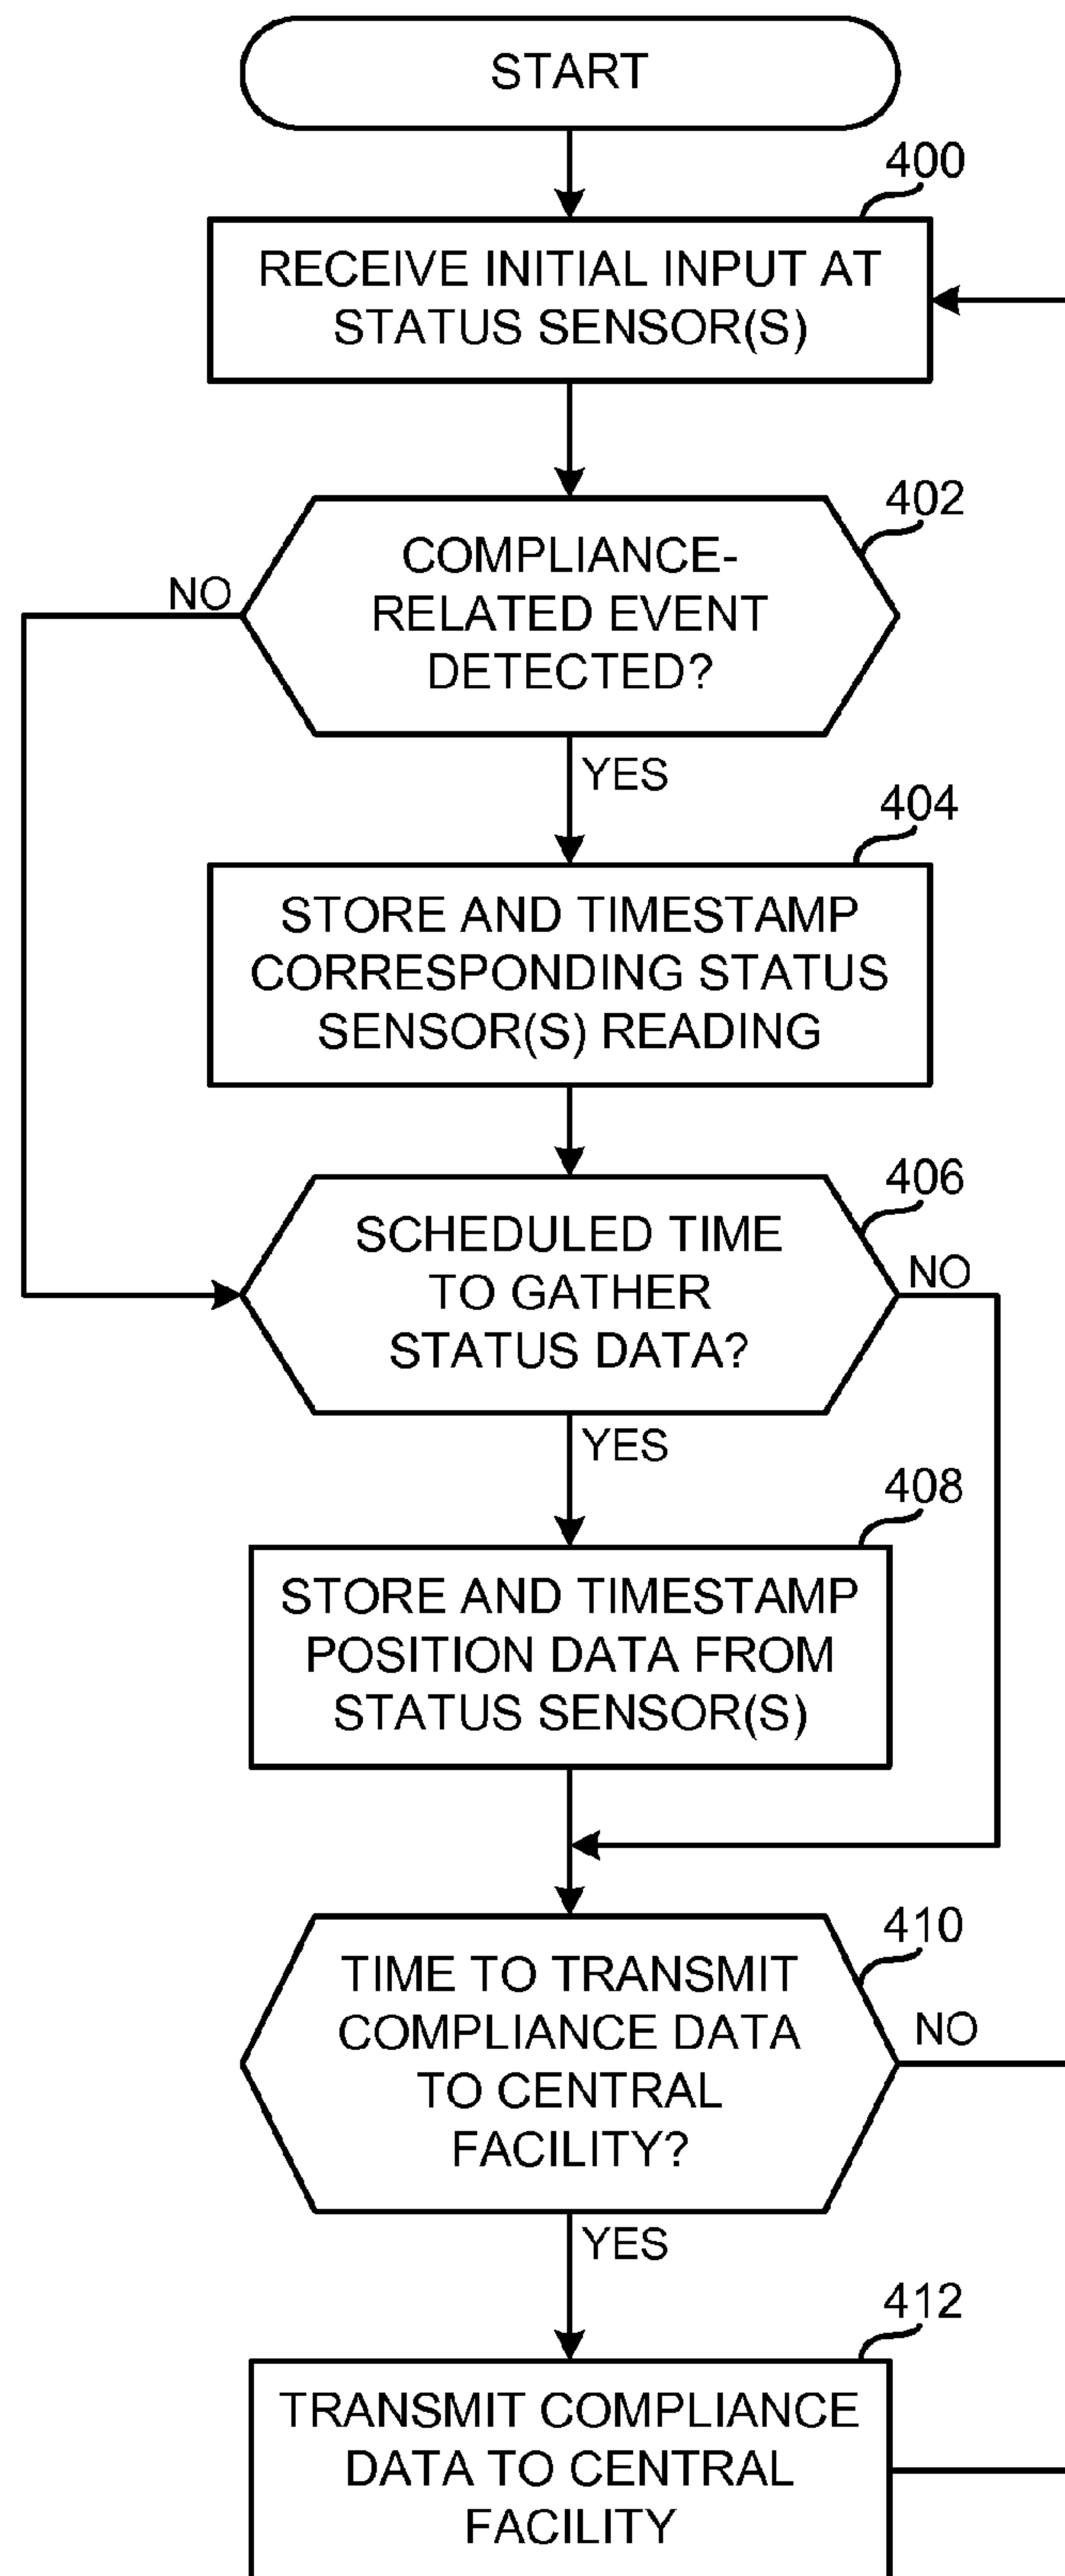 START
400
RECEIVE INITIAL INPUT AT
STATUS SENSOR(S)
402
COMPLIANCE-
RELATED EVENT
DETECTED?
NO
YES
404
STORE AND TIMESTAMP
CORRESPONDING STATUS
SENSOR(S) READING
406
SCHEDULED TIME
TO GATHER
STATUS DATA?
NO
YES
408
STORE AND TIMESTAMP
POSITION DATA FROM
STATUS SENSOR(S)
410
TIME TO TRANSMIT
COMPLIANCE DATA
TO CENTRAL
FACILITY?
NO
YES
412
TRANSMIT COMPLIANCE
DATA TO CENTRAL
FACILITY